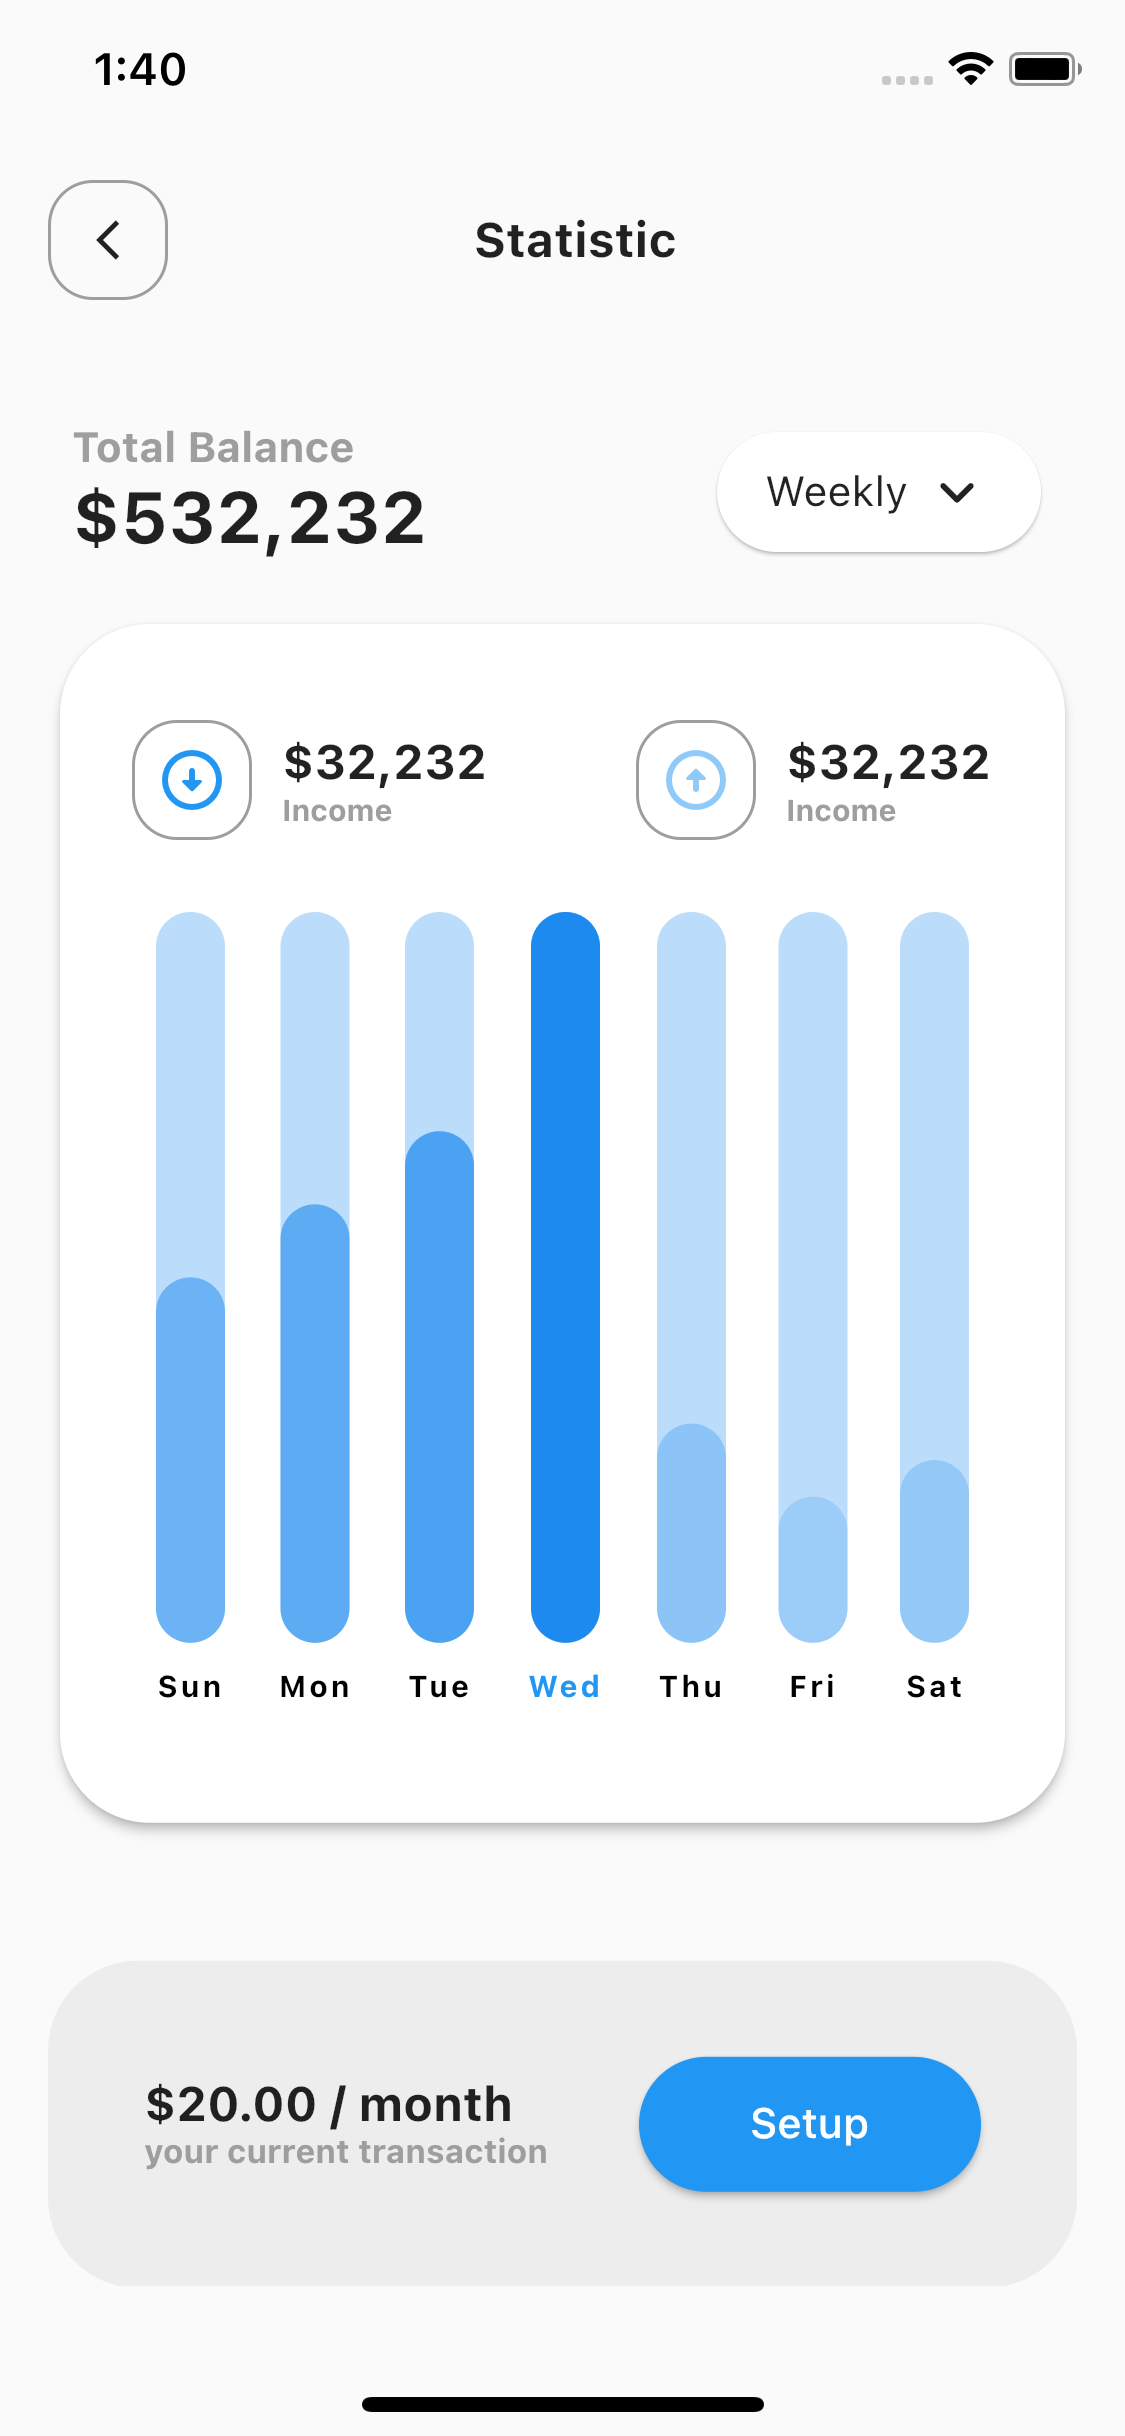 1:40
Statistic
Total Balance
$532,232
Weekly
$32,232
Income
$32,232
Income
Sun Mon Tue Wed Thu Fri Sat
$20.00 / month
your current transaction
Setup